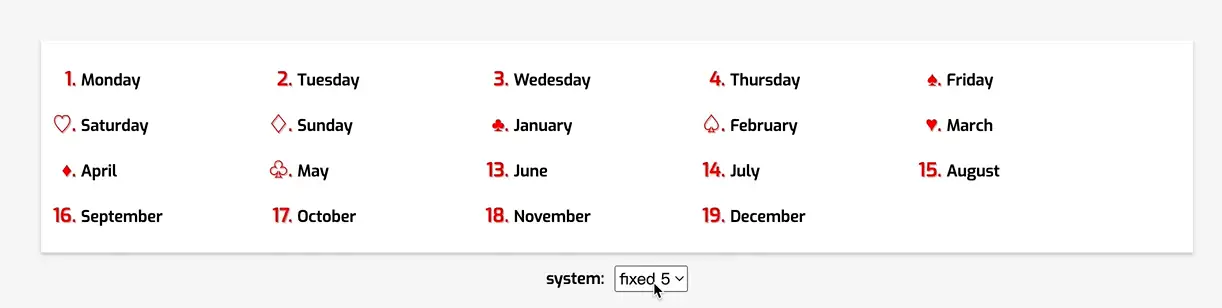 1. Monday 2. Tuesday 3. Wedesday 4. Thursday ♠. Friday
♡. Saturday ♢. Sunday ♣. January ♤. February ♥. March
♦. April ♧. May 13. June 14. July 15. August
16. September 17. October 18. November 19. December
system: fixed 5